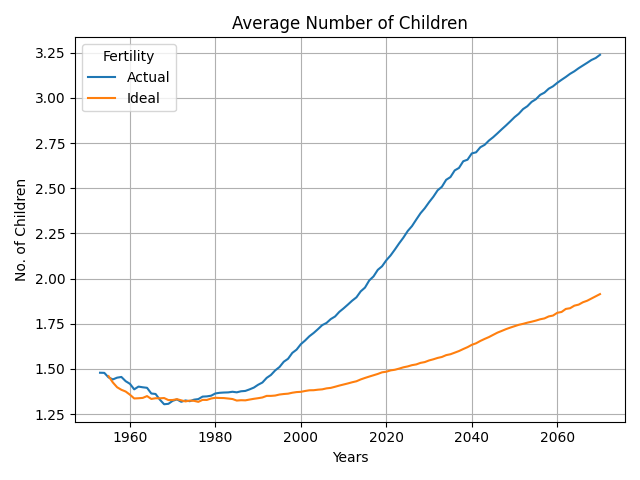 Average Number of Children
Fertility
Actual
Ideal
No. of Children
3.25
3.00
2.75
2.50
2.25
2.00
1.75
1.50
1.25
1960 1980 2000 2020 2040 2060
Years